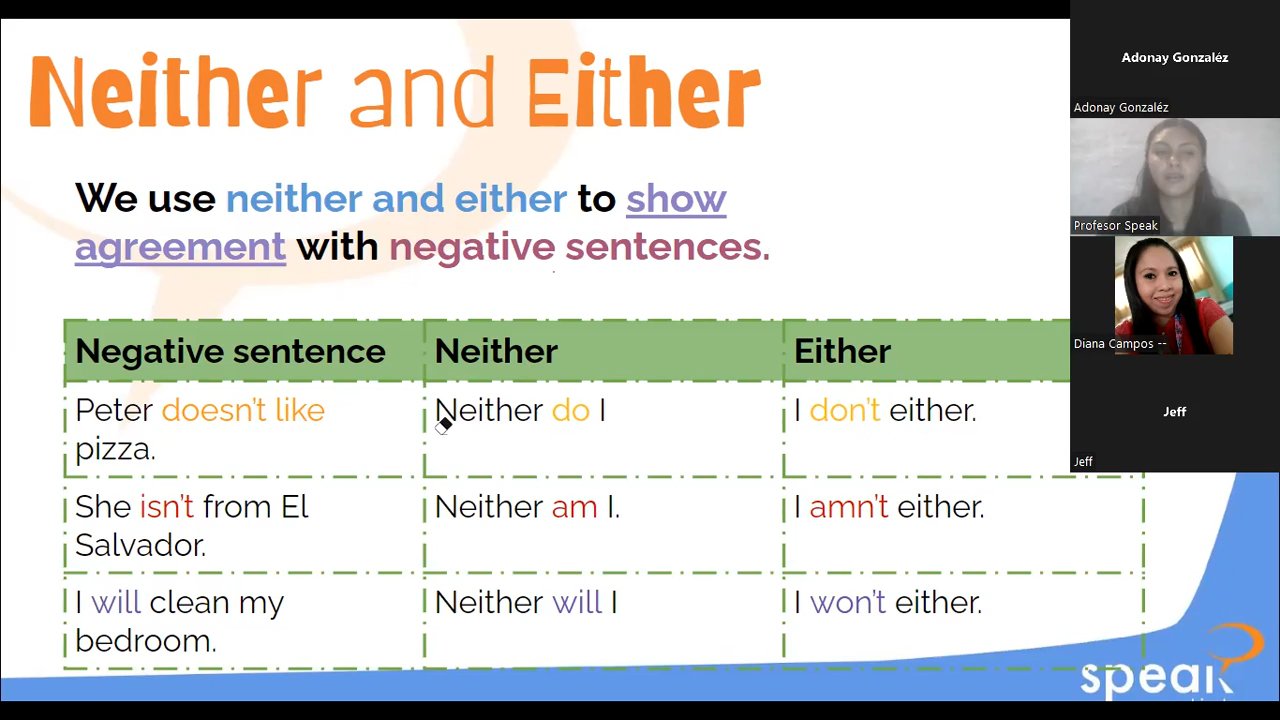 Neither and Either
We use neither and either to show
agreement with negative sentences.
Negative sentence
Neither
Either
Peter doesn't like
pizza.
Neither do I
I don't either.
She isn't from El
Salvador.
Neither am I.
I amn't either.
I will clean my
bedroom.
Neither will I
I won't either.
Adonay Gonzaléz
Adonay Gonzaléz
Profesor Speak
Diana Campos --
Jeff
Jeff
speak